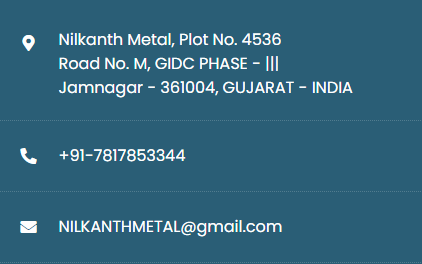 Nilkanth Metal, Plot No. 4536
Road No. M, GIDC PHASE - |||
Jamnagar - 361004, GUJARAT - INDIA
+91-7817853344
NILKANTHMETAL@gmail.com